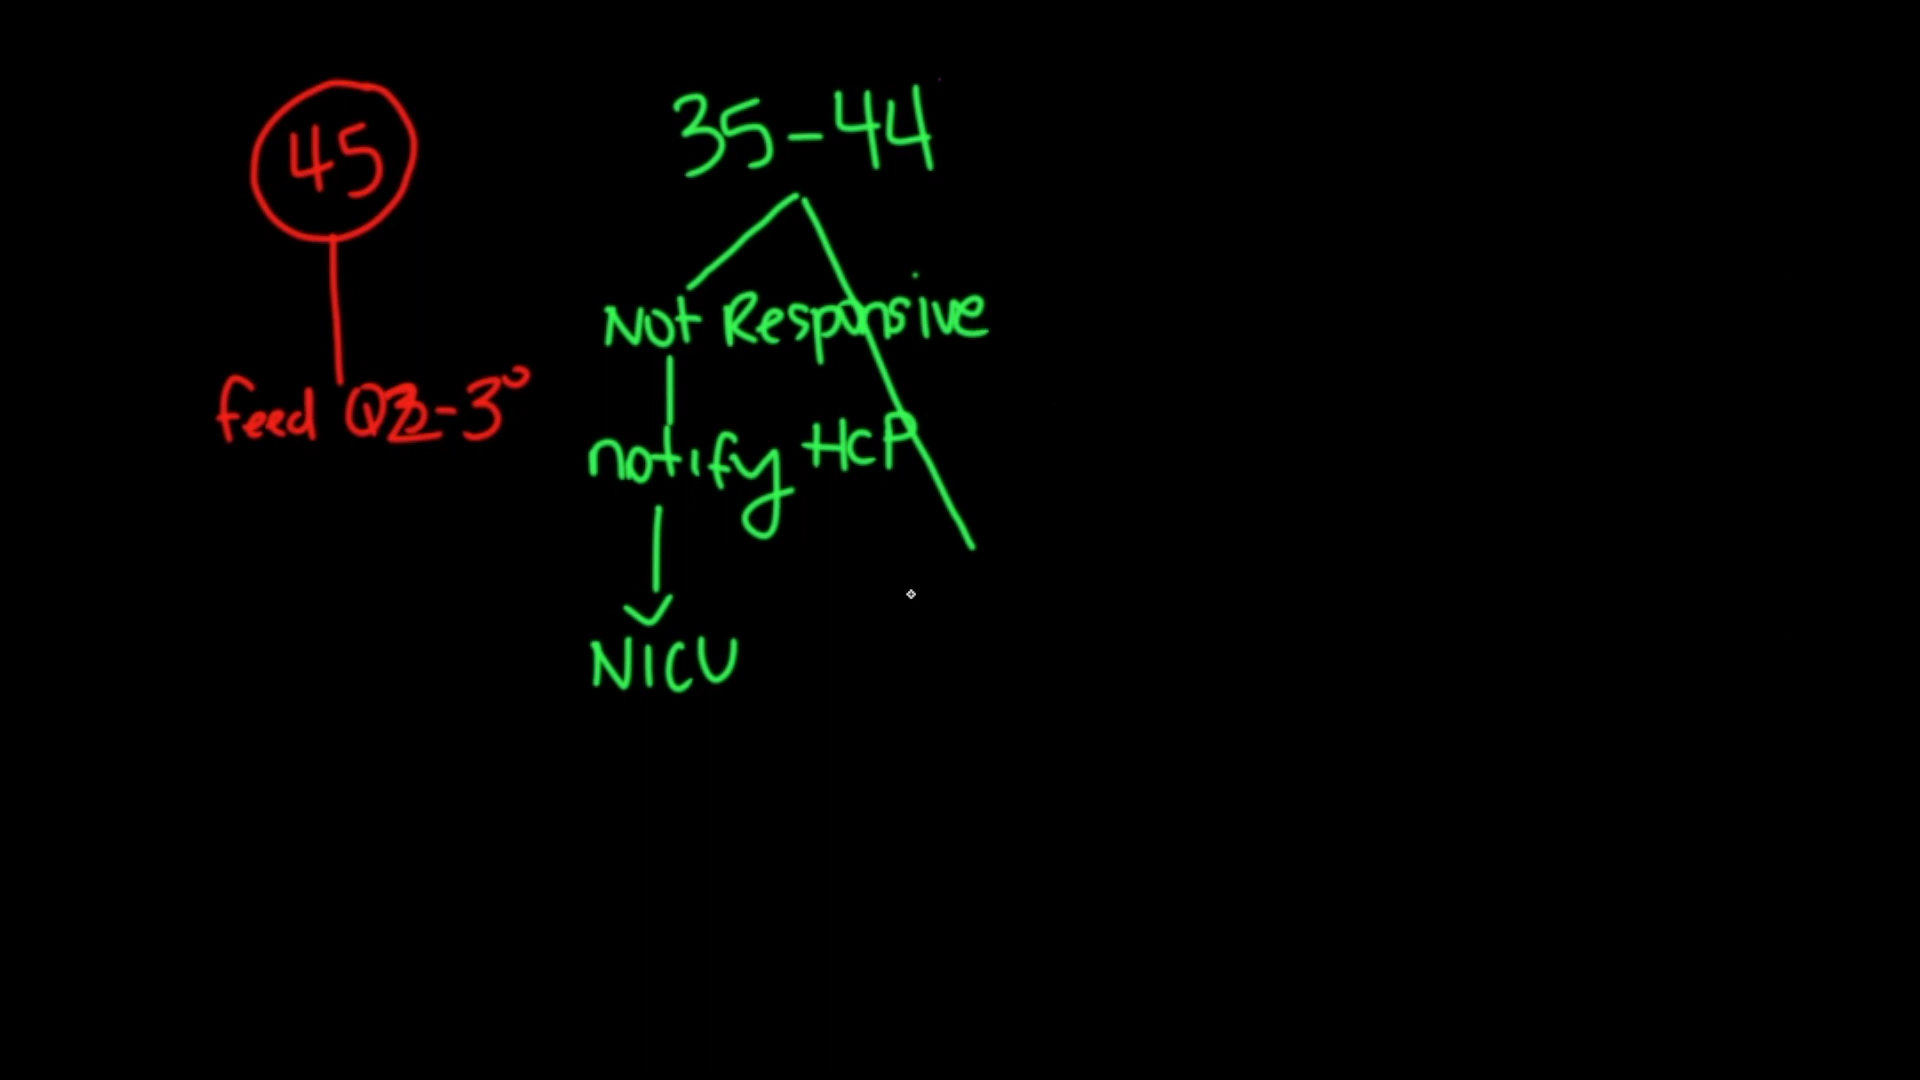 45
35-44
Not Responsive
feed Q2-3°
notify HCP
NICU